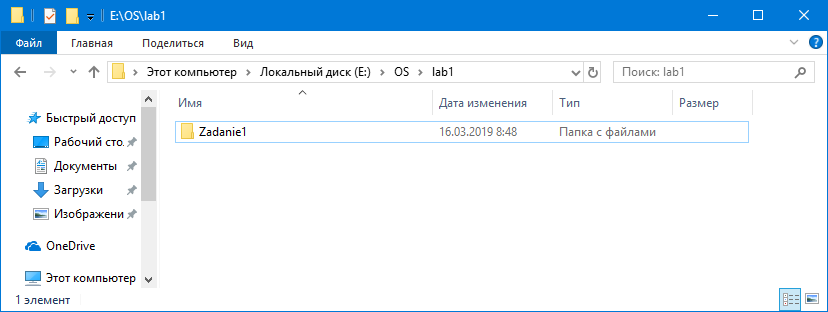 E:\OS\lab1
Файл Главная Поделиться Вид
Этот компьютер Локальный диск (E:) OS lab1 Поиск: lab1
Имя Дата изменения Тип Размер
Быстрый доступ
Zadanie1 16.03.2019 8:48 Папка с файлами
Рабочий сто.
Документы
Загрузки
Изображени
OneDrive
Этот компьютер
1 элемент